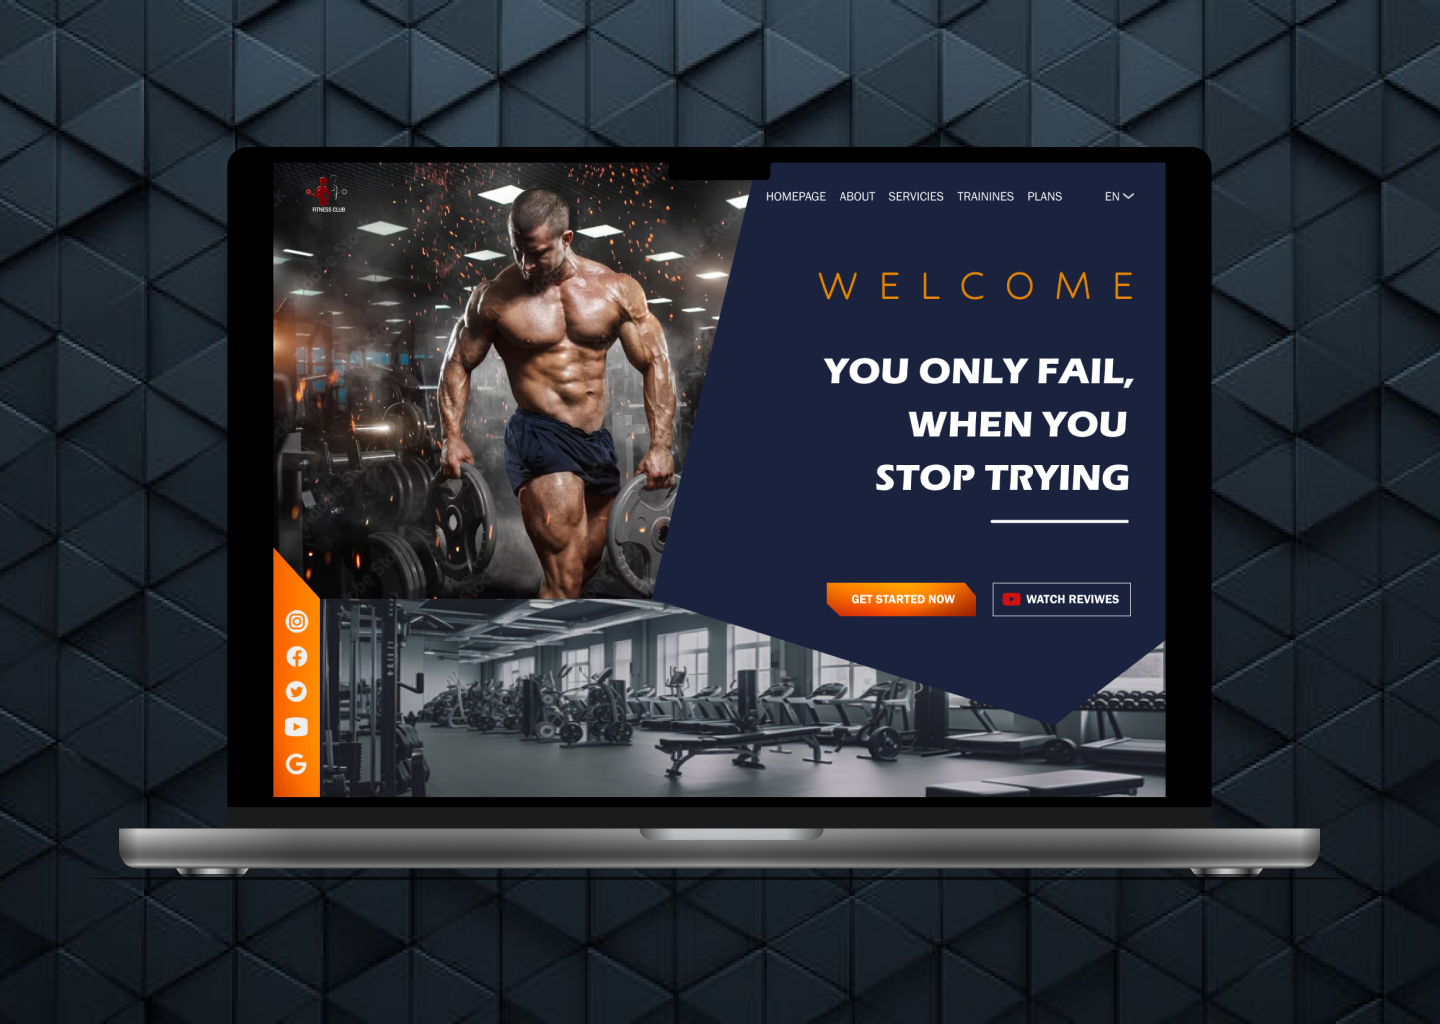 FITNESS CLUB
HOMEPAGE ABOUT SERVICIES TRAININES PLANS EN
WELCOME
YOU ONLY FAIL,
WHEN YOU
STOP TRYING
GET STARTED NOW
WATCH REVIWES